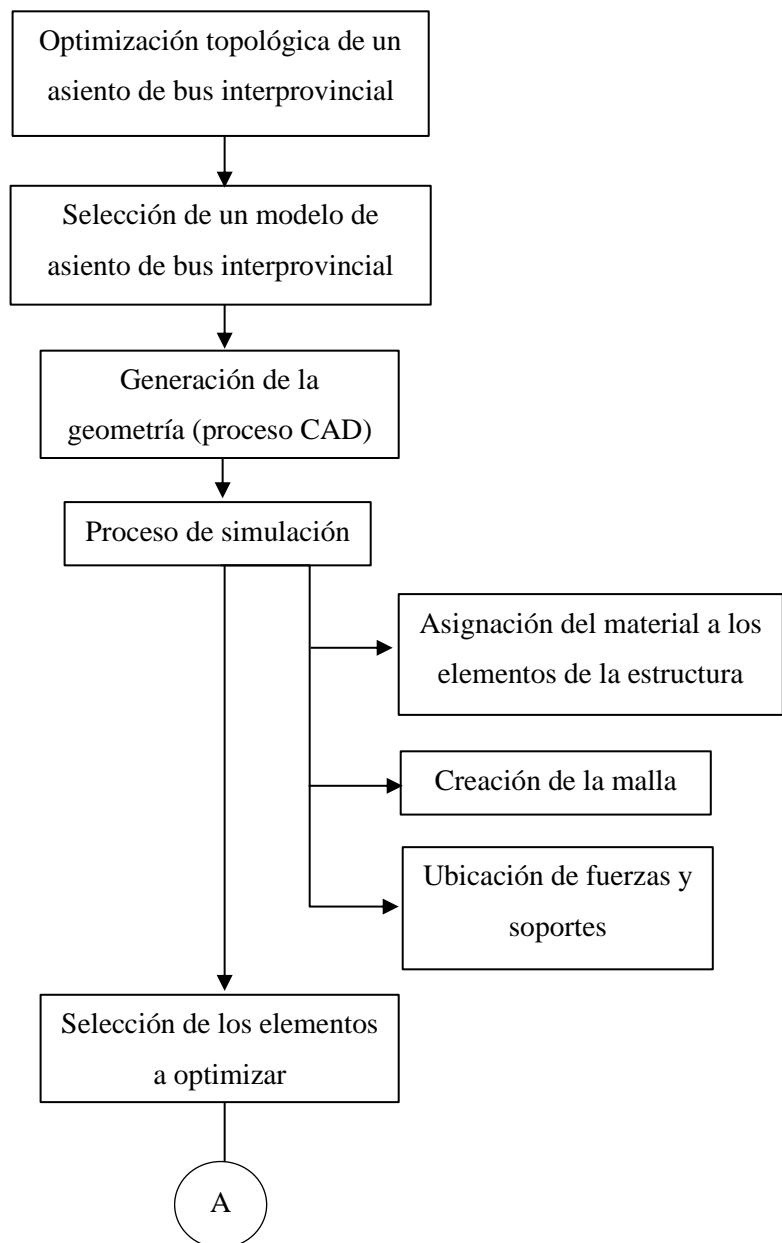 Optimización topológica de un
asiento de bus interprovincial
Selección de un modelo de
asiento de bus interprovincial
Generación de la
geometría (proceso CAD)
Proceso de simulación
Asignación del material a los
elementos de la estructura
Creación de la malla
Ubicación de fuerzas y
soportes
Selección de los elementos
a optimizar
A